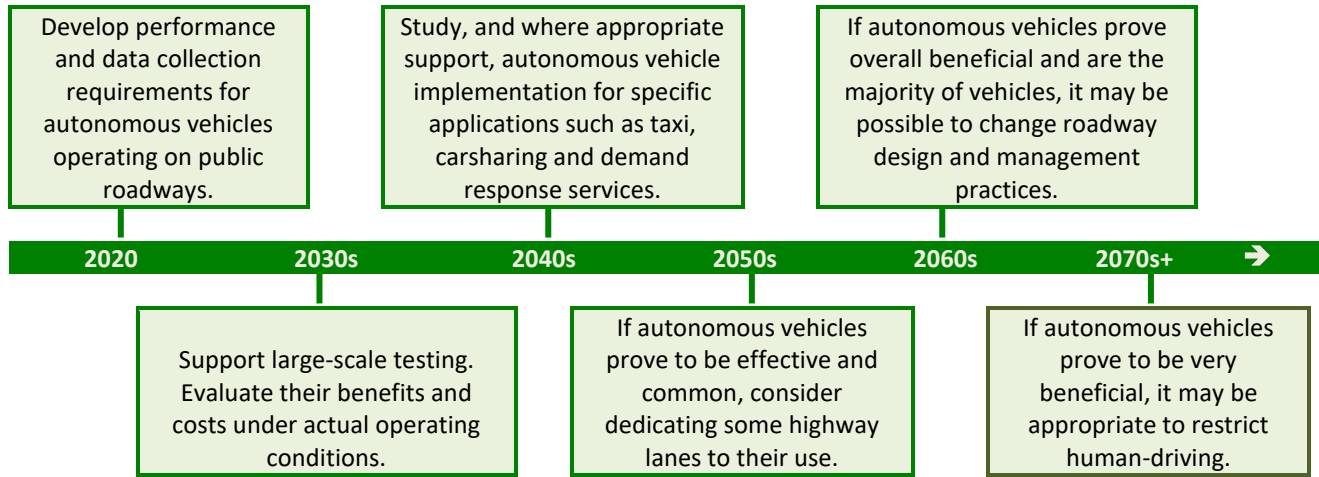 Develop performance
and data collection
requirements for
autonomous vehicles
operating on public
roadways.
Study, and where appropriate
support, autonomous vehicle
implementation for specific
applications such as taxi,
carsharing and demand
response services.
If autonomous vehicles prove
overall beneficial and are the
majority of vehicles, it may be
possible to change roadway
design and management
practices.
2020 2030s 2040s 2050s 2060s 2070s+ →
Support large-scale testing.
Evaluate their benefits and
costs under actual operating
conditions.
If autonomous vehicles
prove to be effective and
common, consider
dedicating some highway
lanes to their use.
If autonomous vehicles
prove to be very
beneficial, it may be
appropriate to restrict
human-driving.